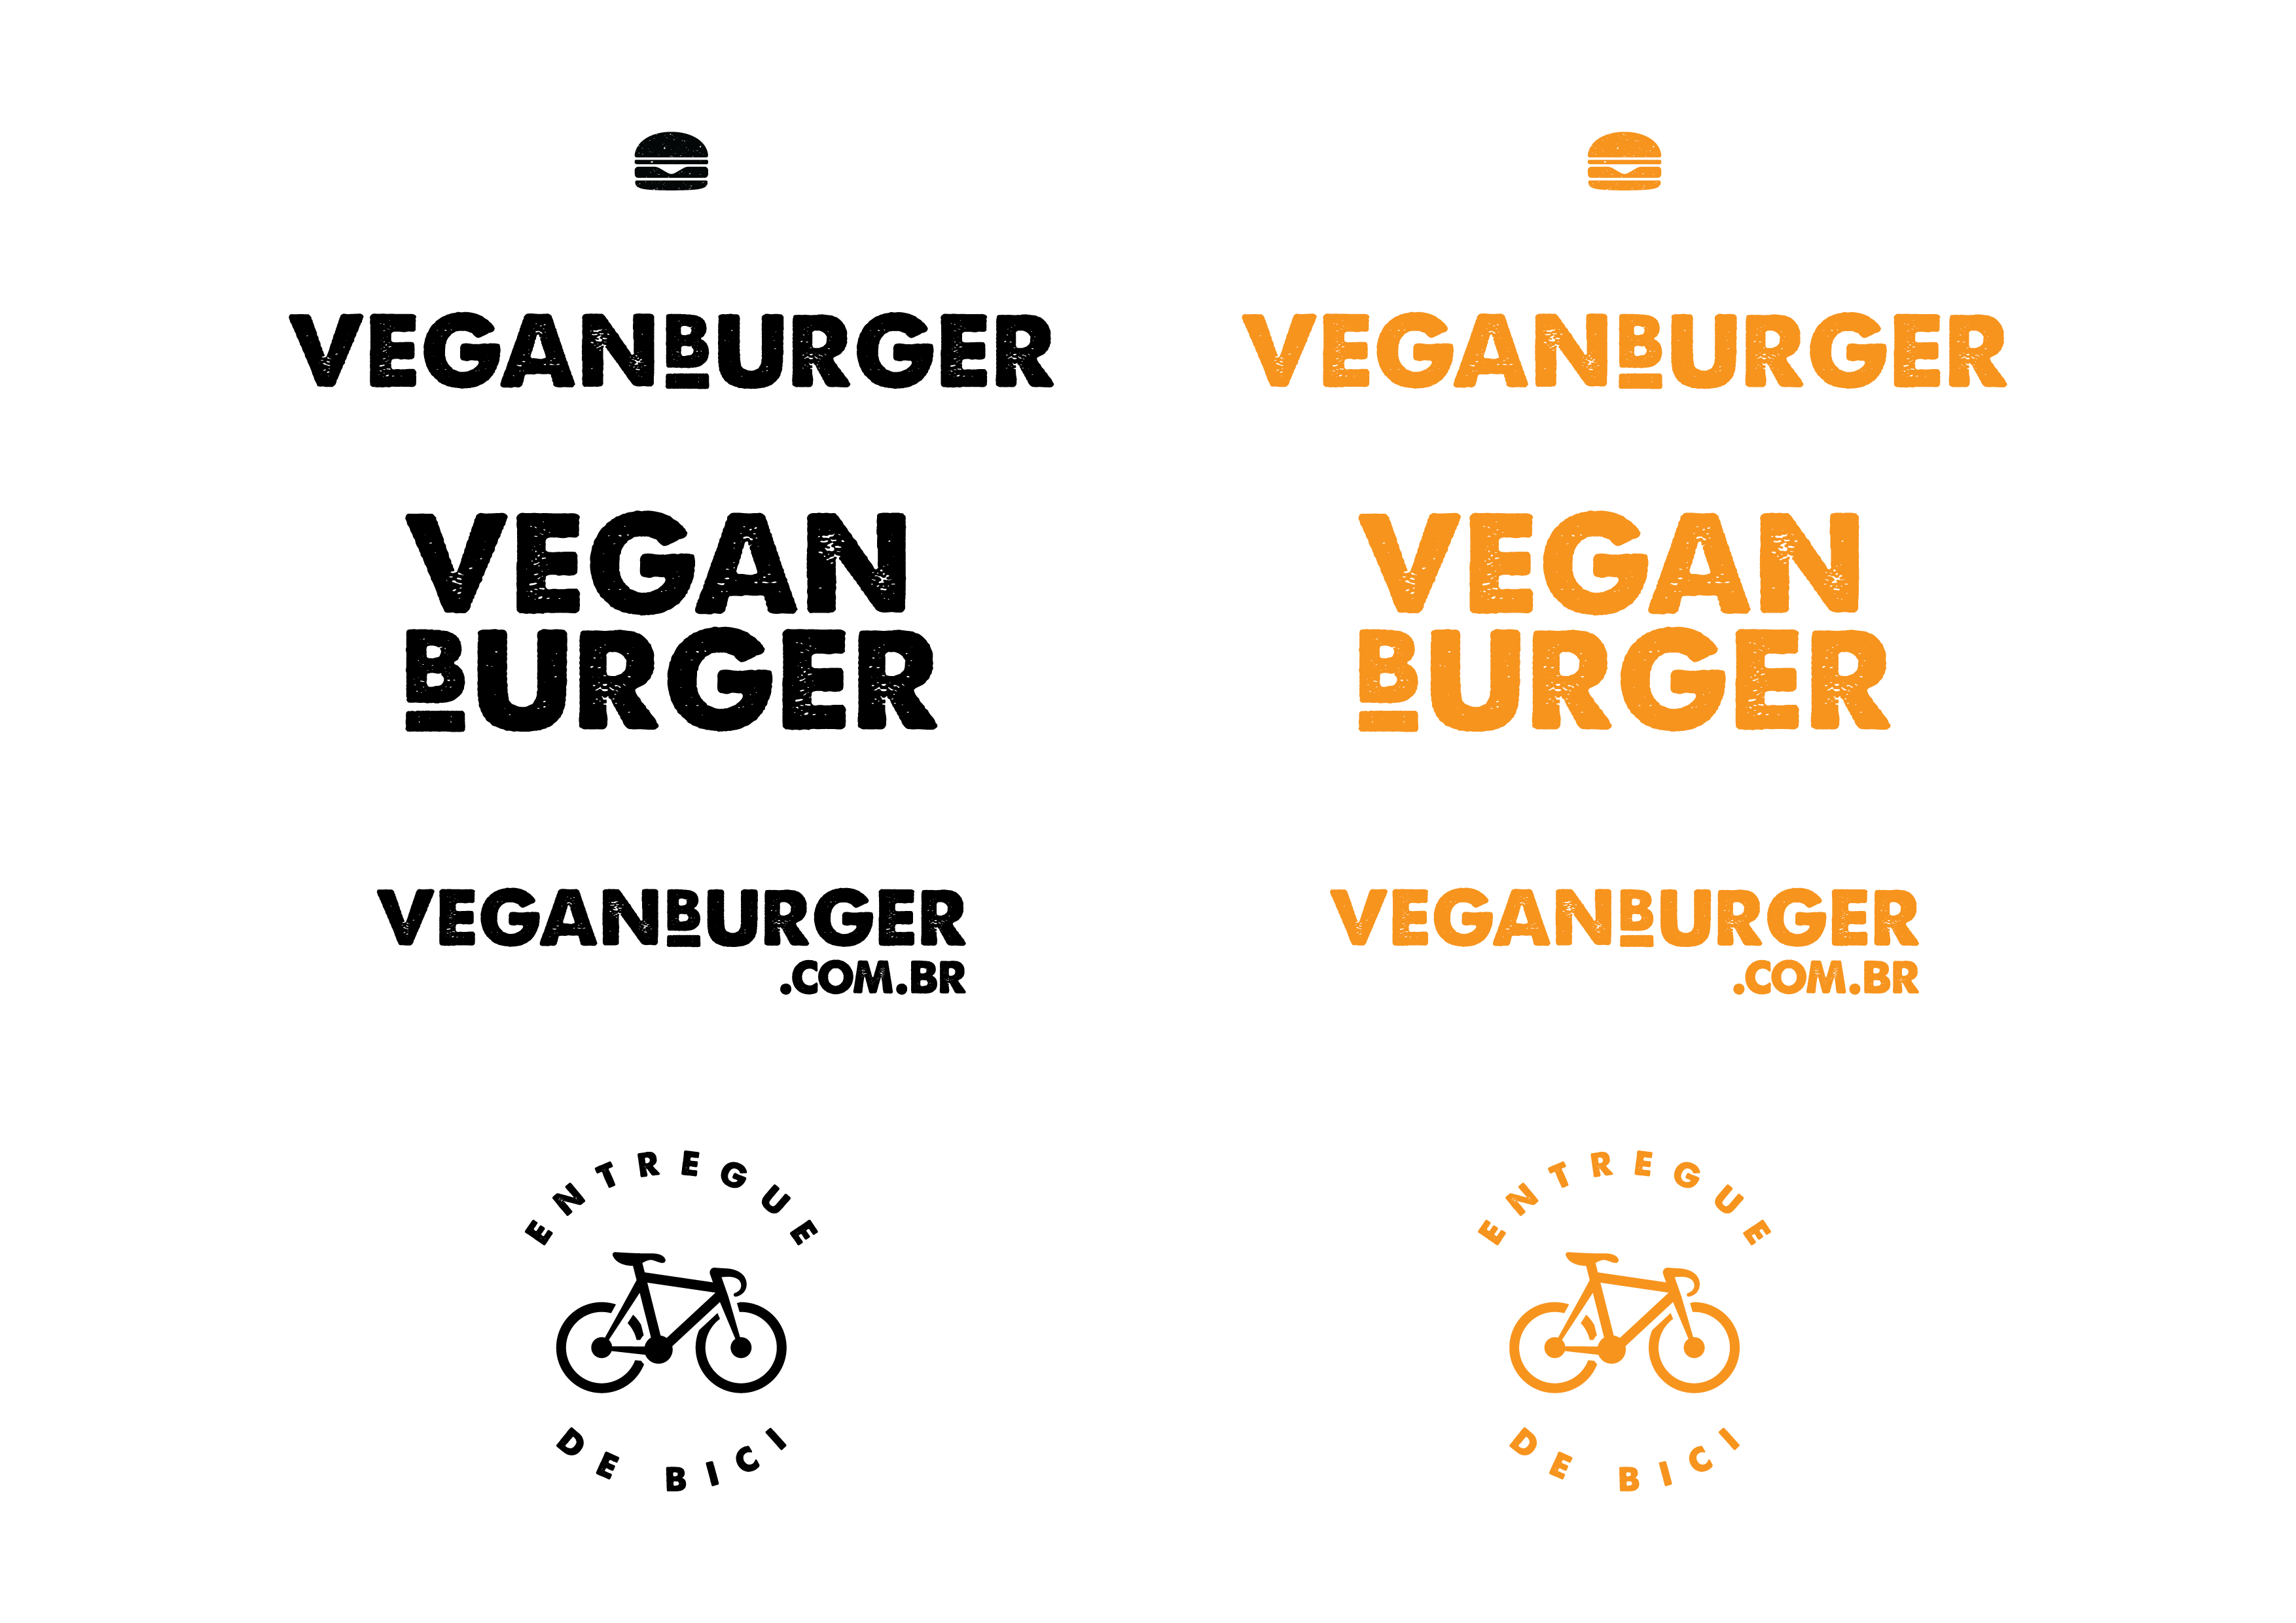 VEGANBURGER
VEGAN
BURGER
VEGANBURGER
.COM.BR
ENTREGUE
DE BICI
VEGANBURGER
VEGAN
BURGER
VEGANBURGER
.COM.BR
ENTREGUE
DE BICI